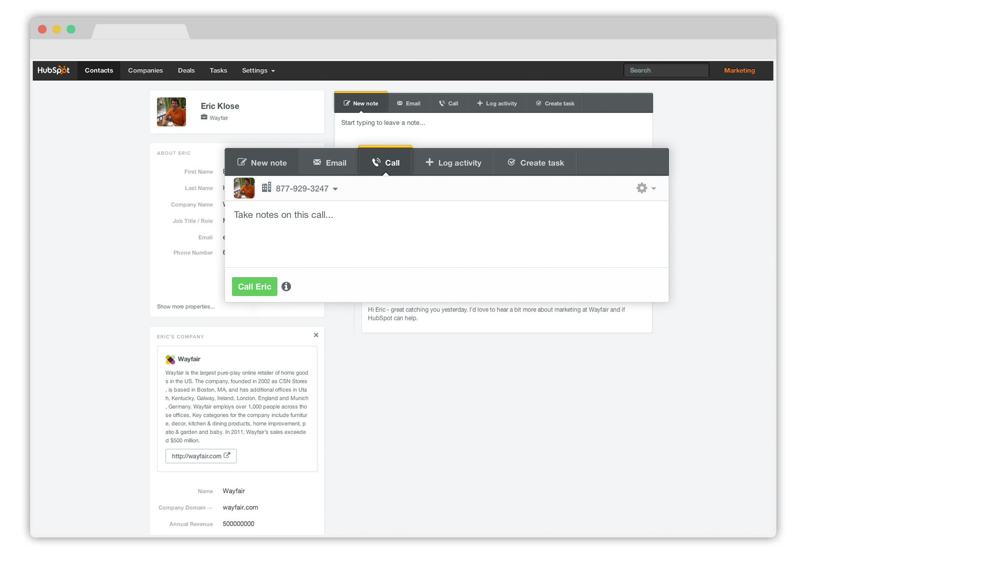 HubSpot
Contacts
Companies
Deals
Tasks
Settings
Search
Marketing
Eric Klose
Wayfair
New note
Email
Call
Log activity
Create task
Start typing to leave a note...
ABOUT ERIC
First Name
Last Name
Company Name
Job Title / Role
Email
Phone Number
Show more properties...
New note
Email
Call
Log activity
Create task
877-929-3247
Take notes on this call...
Call Eric
Hi Eric - great catching you yesterday. I'd love to hear a bit more about marketing at Wayfair and if
HubSpot can help.
ERIC'S COMPANY
Wayfair
Wayfair is the largest pure-play online retailer of home good
s in the US. The company, founded in 2002 as CSN Stores
, is based in Boston, MA, and has additional offices in Uta
h, Kentucky, Galway, Ireland, London, England and Munich
, Germany. Wayfair employs over 1,000 people across tho
se offices. Key categories for the company include furnitur
e, decor, kitchen & dining products, home improvement, p
atio & garden and baby. In 2011, Wayfair's sales exceede
d $500 million.
http://wayfair.com
Name Wayfair
Company Domain ··· wayfair.com
Annual Revenue 500000000